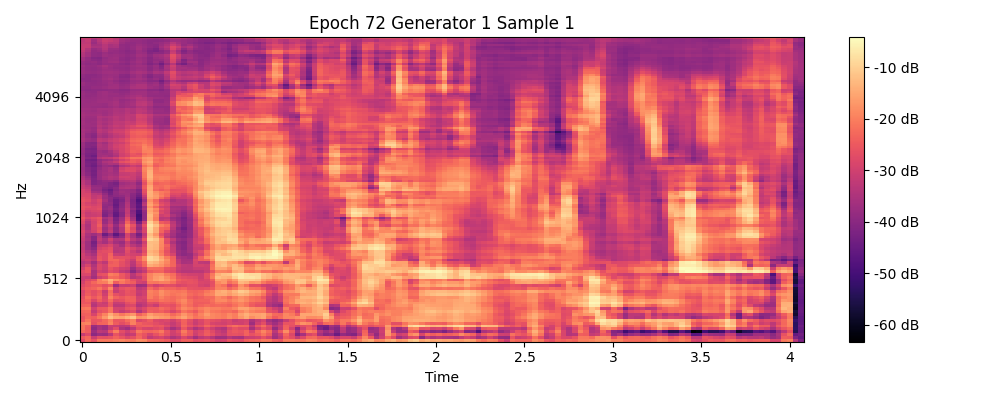 Epoch 72 Generator 1 Sample 1
Hz
4096
2048
1024
512
0
0
0.5
1
1.5
2
2.5
3
3.5
4
Time
-10 dB
-20 dB
-30 dB
-40 dB
-50 dB
-60 dB